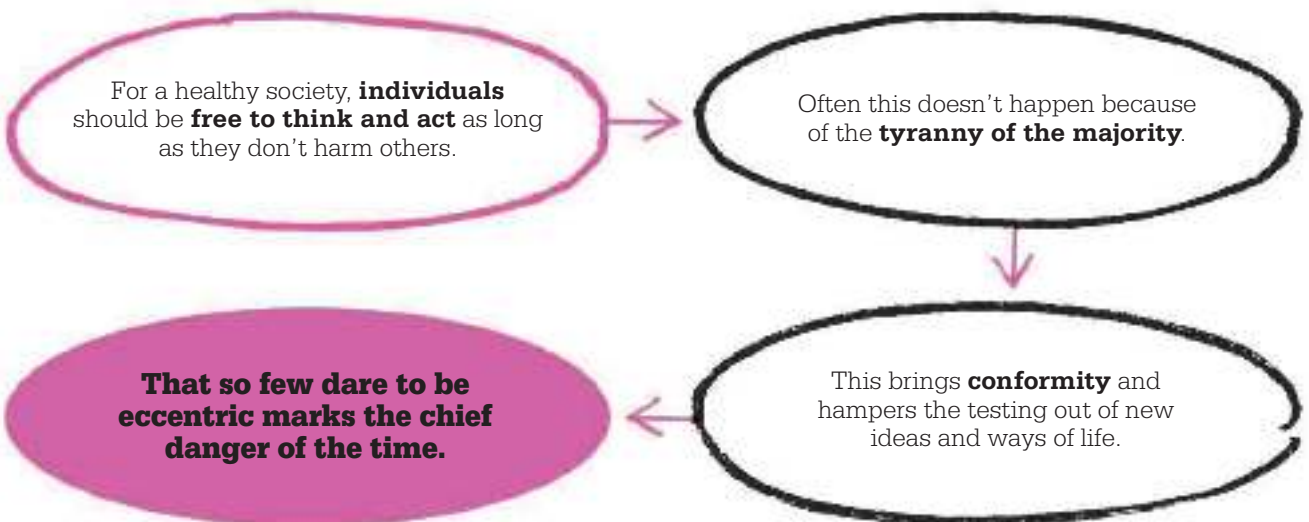 For a healthy society, individuals
should be free to think and act as long
as they don't harm others.
Often this doesn't happen because
of the tyranny of the majority.
This brings conformity and
hampers the testing out of new
ideas and ways of life.
That so few dare to be
eccentric marks the chief
danger of the time.